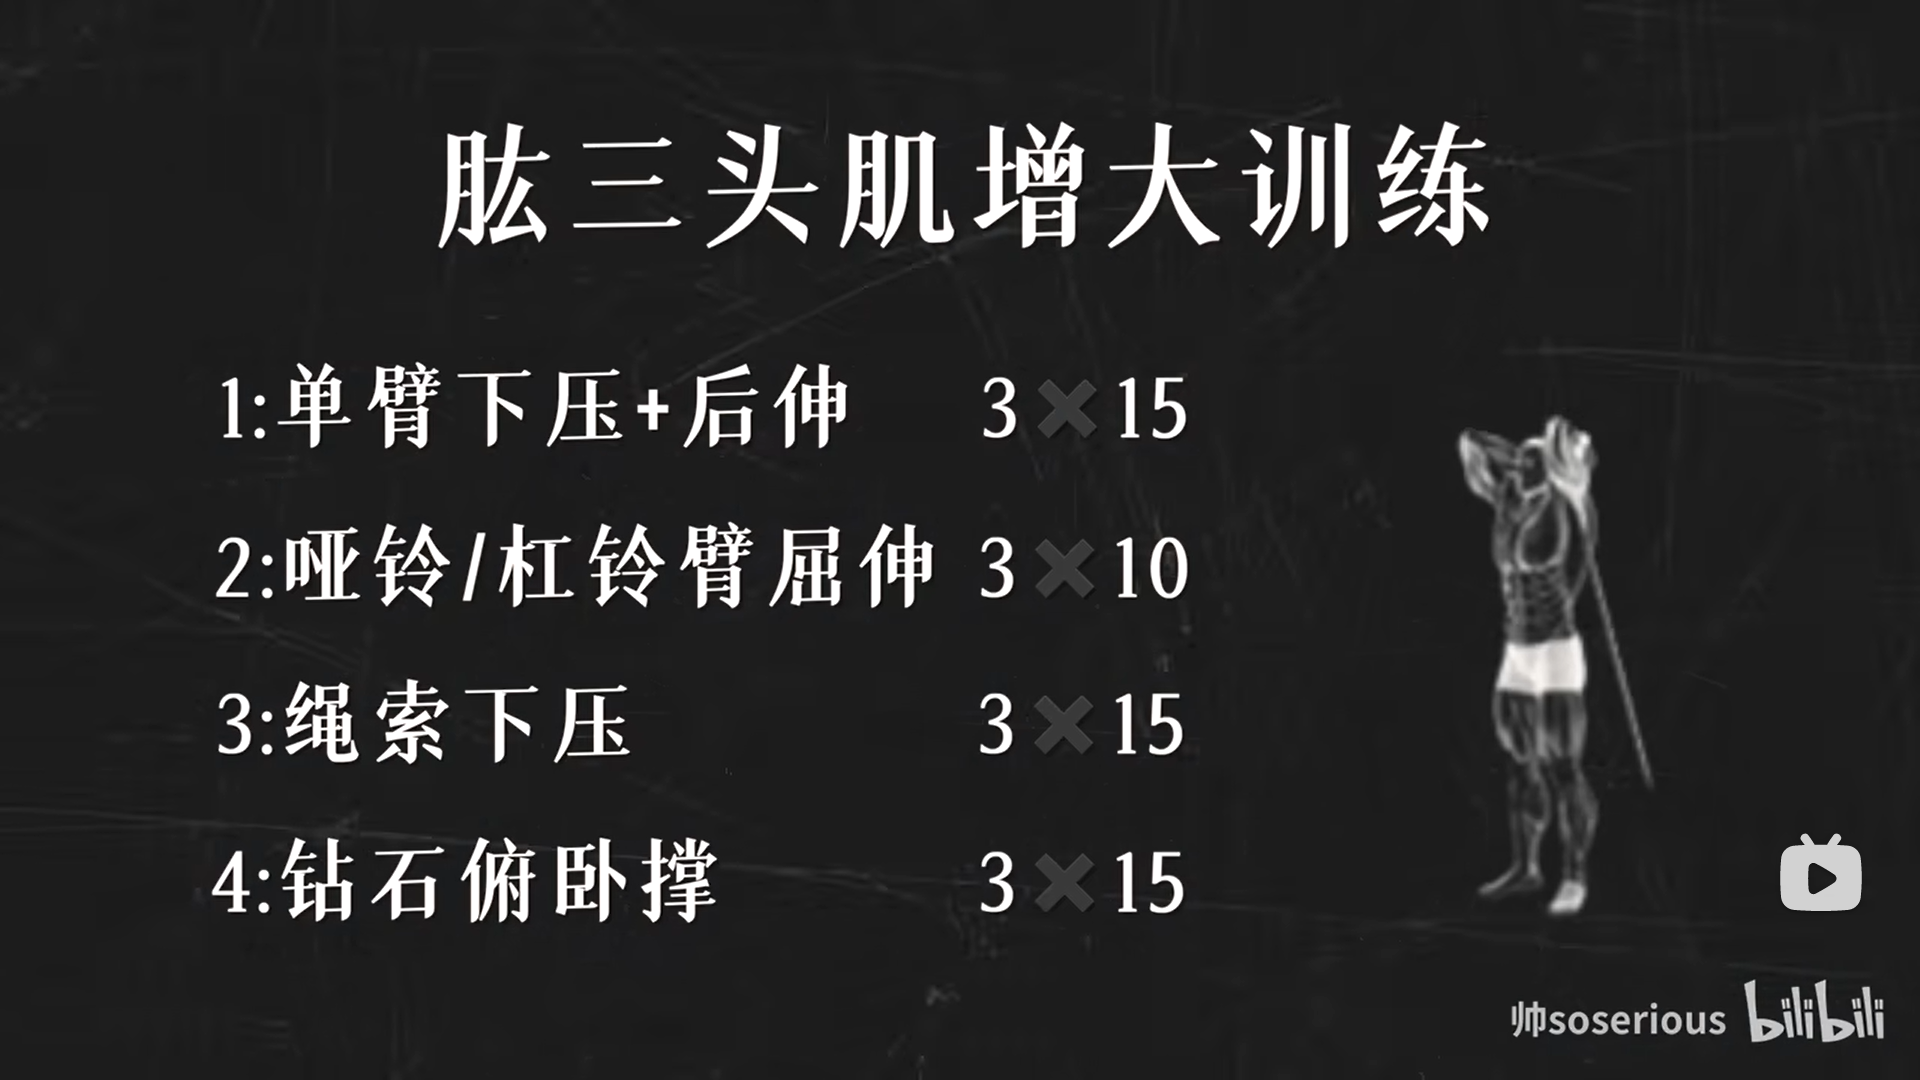 肱三头肌增大训练
1:单臂下压+后伸 3✖15
2:哑铃/杠铃臂屈伸 3✖10
3:绳索下压 3✖15
4:钻石俯卧撑 3✖15
帅soserious bilibili